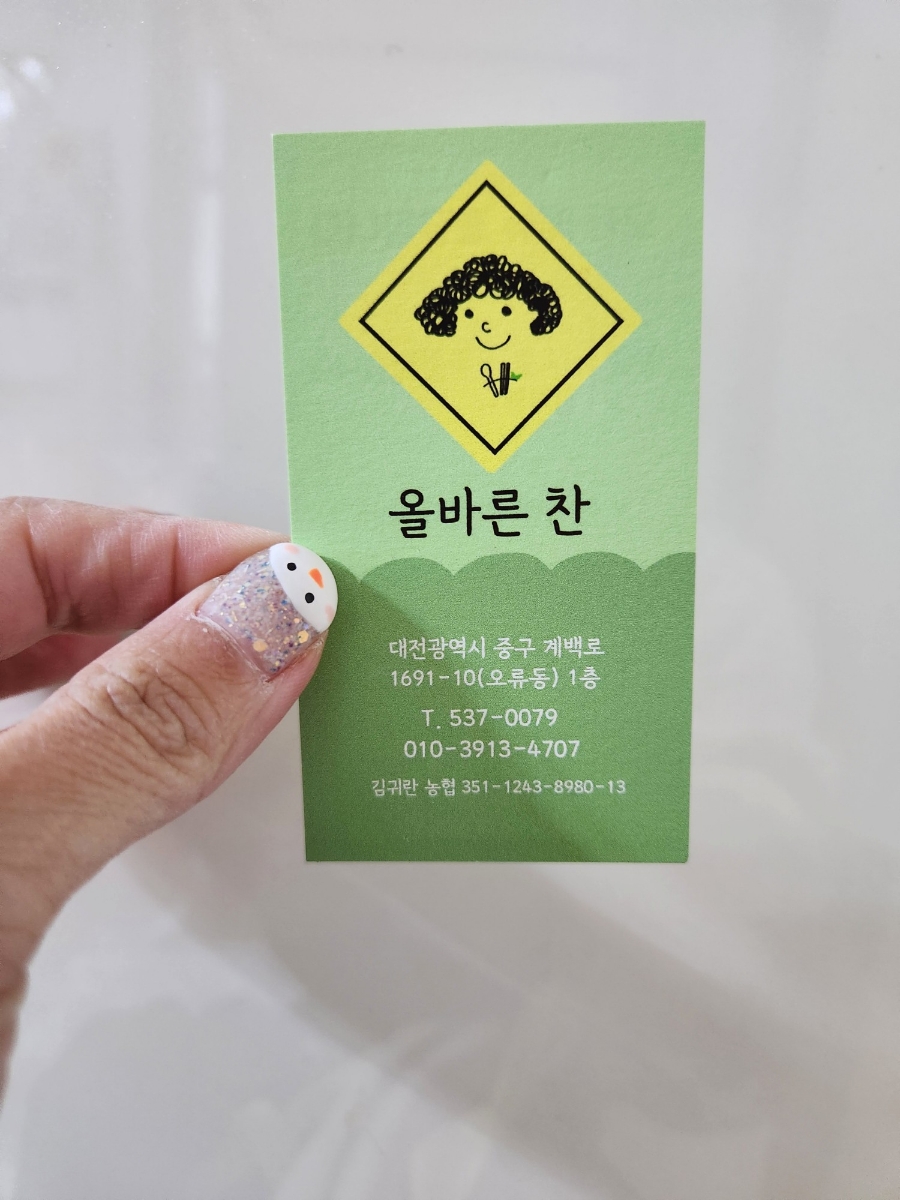 올바른 찬
대전광역시 중구 계백로
1691-10(오류동) 1층
T. 537-0079
010-3913-4707
김귀란 농협 351-1243-8980-13